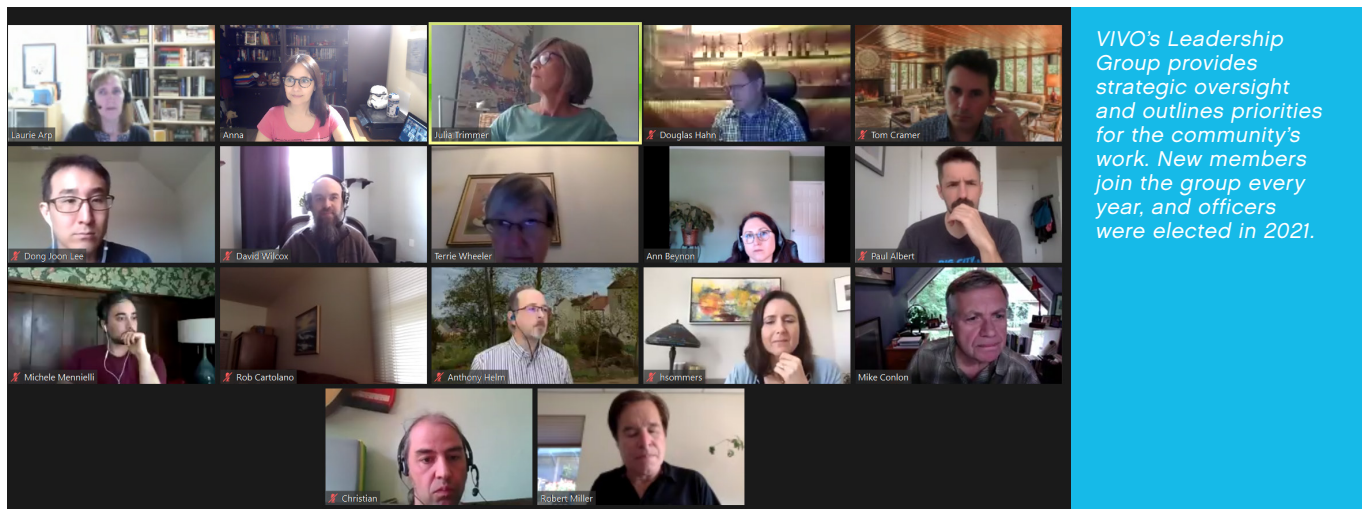 Laurie Arp
Anna
Julia Trimmer
Douglas Hahn
Tom Cramer
Dong Joon Lee
David Wilcox
Terrie Wheeler
Ann Beynon
Paul Albert
Michele Mennielli
Rob Cartolano
Anthony Helm
hsommers
Mike Conlon
Christian
Robert Miller
VIVO's Leadership
Group provides
strategic oversight
and outlines priorities
for the community's
work. New members
join the group every
year, and officers
were elected in 2021.